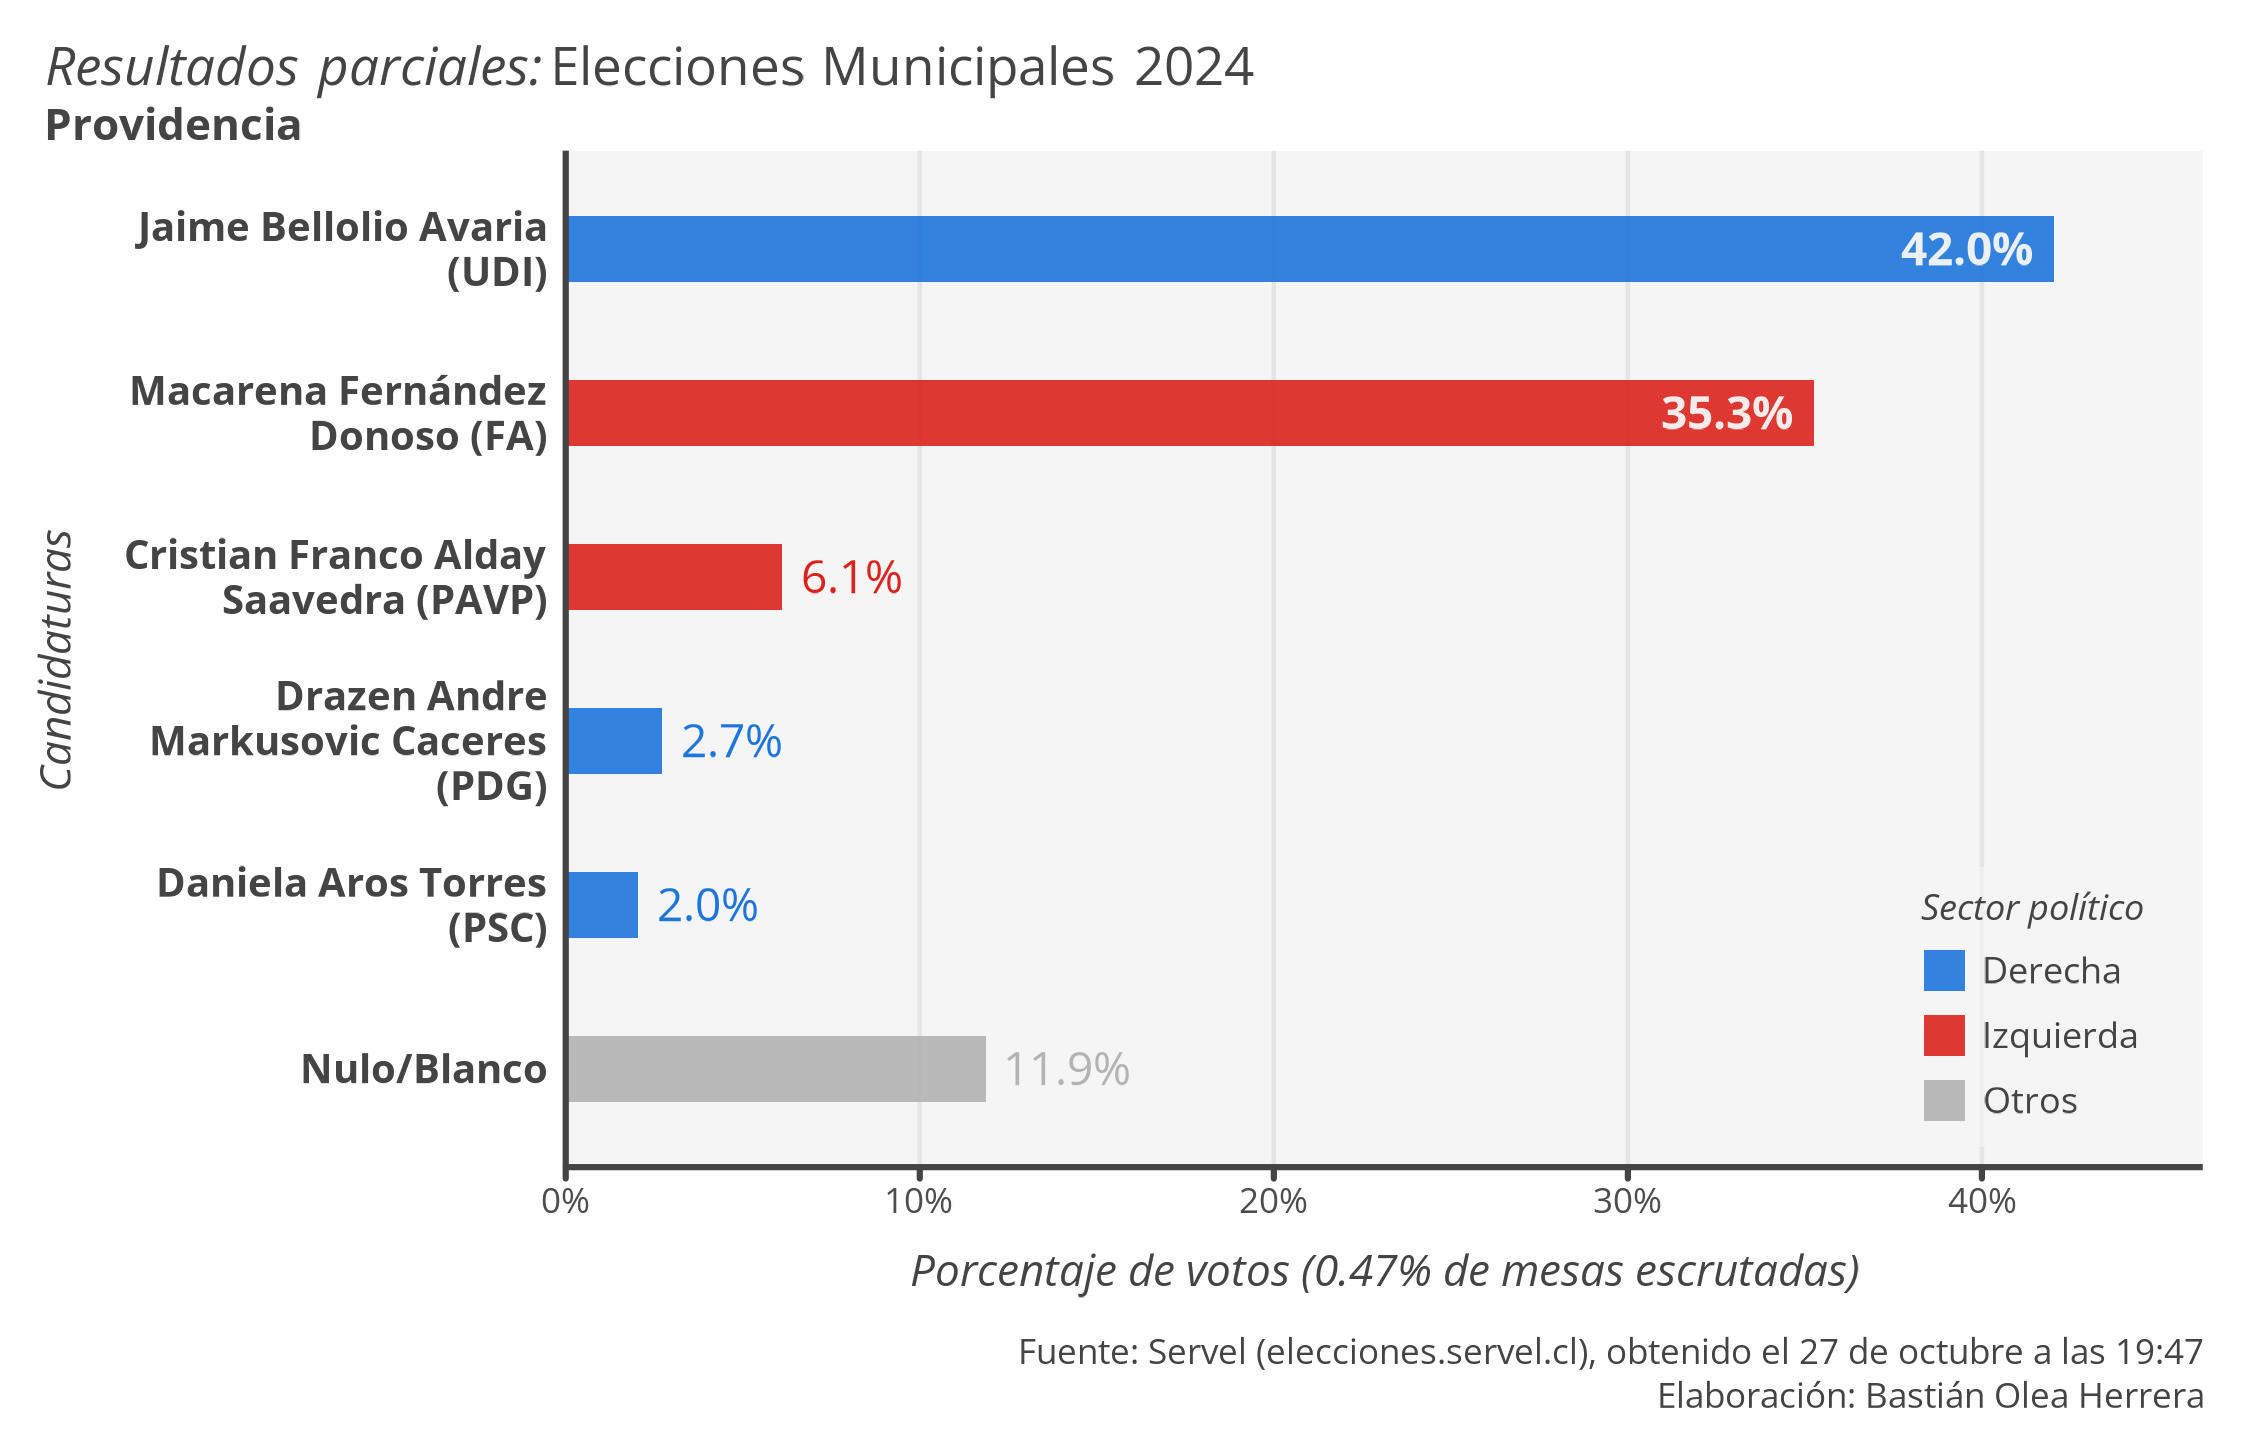 Resultados parciales: Elecciones Municipales 2024
Providencia
Candidaturas
Jaime Bellolio Avaria
(UDI)
42.0%
Macarena Fernández
Donoso (FA)
35.3%
Cristian Franco Alday
Saavedra (PAVP)
6.1%
Drazen Andre
Markusovic Caceres
(PDG)
2.7%
Daniela Aros Torres
(PSC)
2.0%
Nulo/Blanco
11.9%
Sector político
Derecha
Izquierda
Otros
0%
10%
20%
30%
40%
Porcentaje de votos (0.47% de mesas escrutadas)
Fuente: Servel (elecciones.servel.cl), obtenido el 27 de octubre a las 19:47
Elaboración: Bastián Olea Herrera